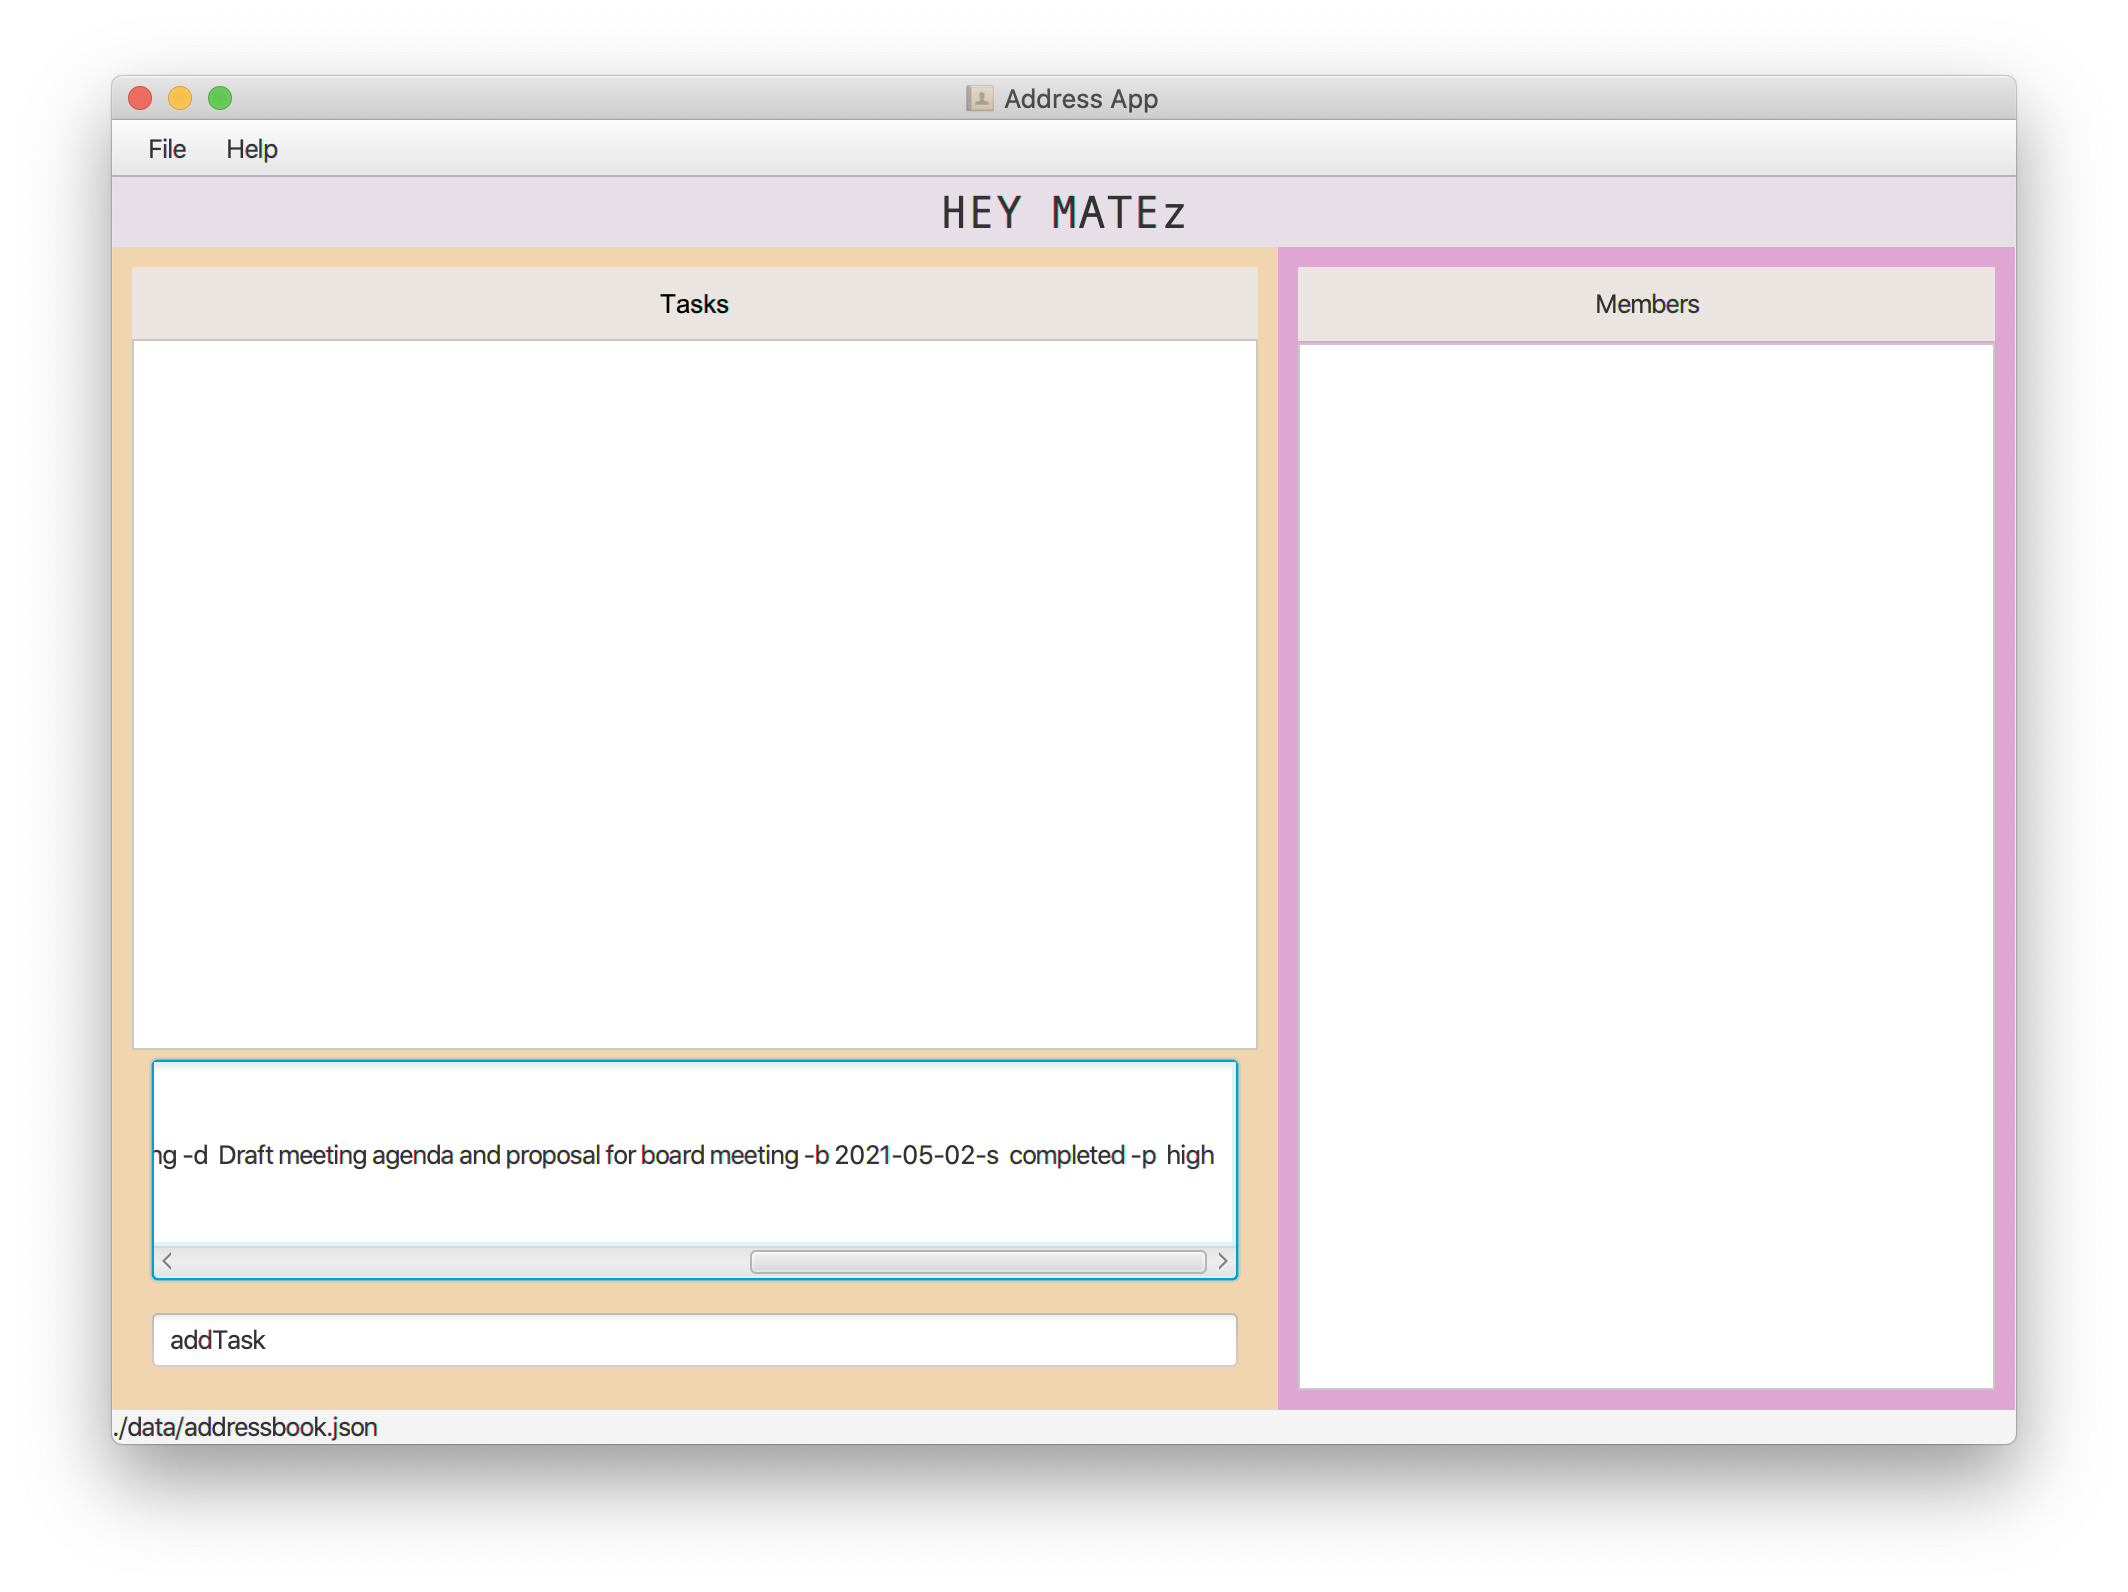 Address App
File Help
HEY MATEz
Tasks
Members
ng -d  Draft meeting agenda and proposal for board meeting -b 2021-05-02-s  completed -p  high
addTask
./data/addressbook.json